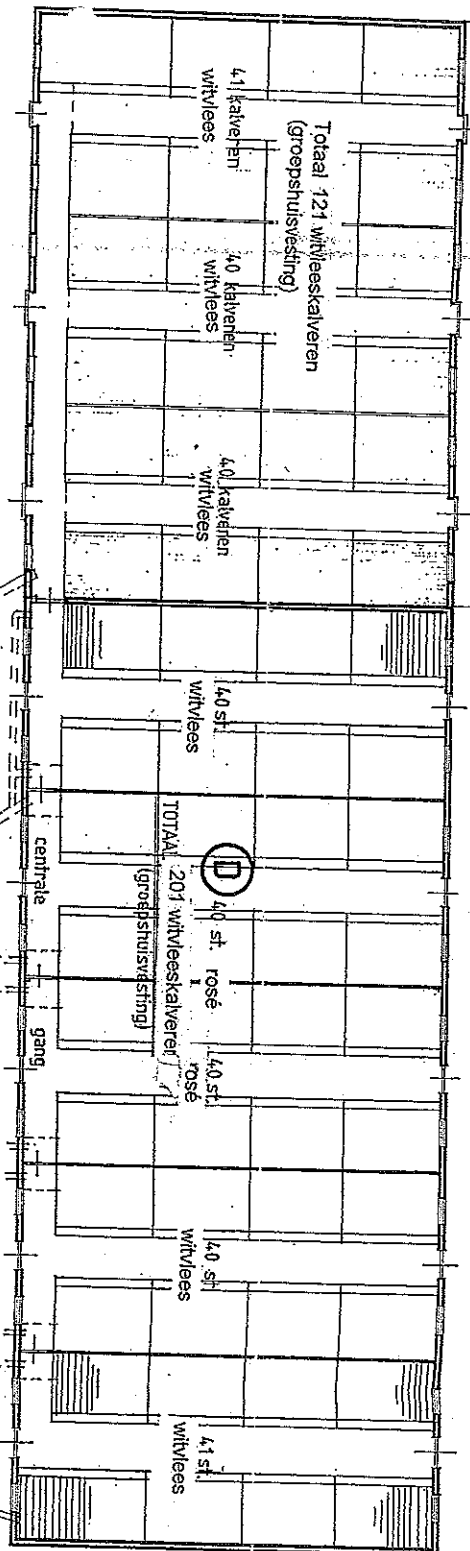 Totaal 121 witvleeskalveren
(groepshuisvesting)
41 kalveren
witvlees
40 kalveren
witvlees
40 kalveren
witvlees
40 st.
witvlees
D
40 st. rosé
40 st.
rosé
TOTAAL 201 witvleeskalveren
(groepshuisvesting)
40 st
witvlees
41 st.
witvlees
centrale gang